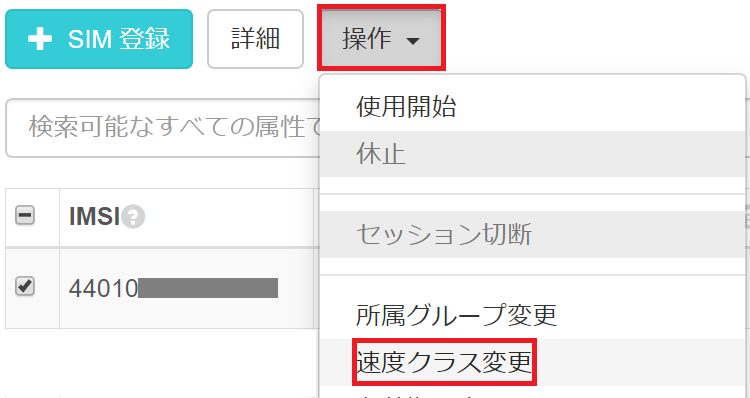 SIM 登録
詳細
操作
検索可能なすべての属性で
使用開始
休止
セッション切断
IMSI
44010
所属グループ変更
速度クラス変更